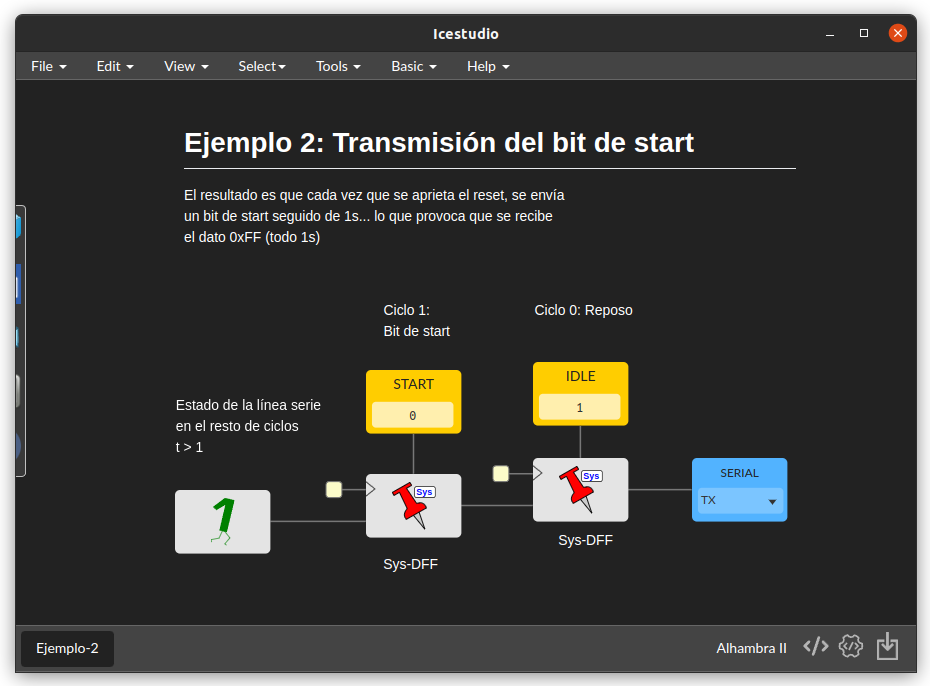 Icestudio
File Edit View Select Tools Basic Help
Ejemplo 2: Transmisión del bit de start
El resultado es que cada vez que se aprieta el reset, se envía
un bit de start seguido de 1s... lo que provoca que se recibe
el dato 0xFF (todo 1s)
Ciclo 1:
Bit de start
Ciclo 0: Reposo
START
0
IDLE
1
Estado de la línea serie
en el resto de ciclos
t > 1
1
Sys
Sys-DFF
Sys
Sys-DFF
SERIAL
TX
Ejemplo-2
Alhambra II